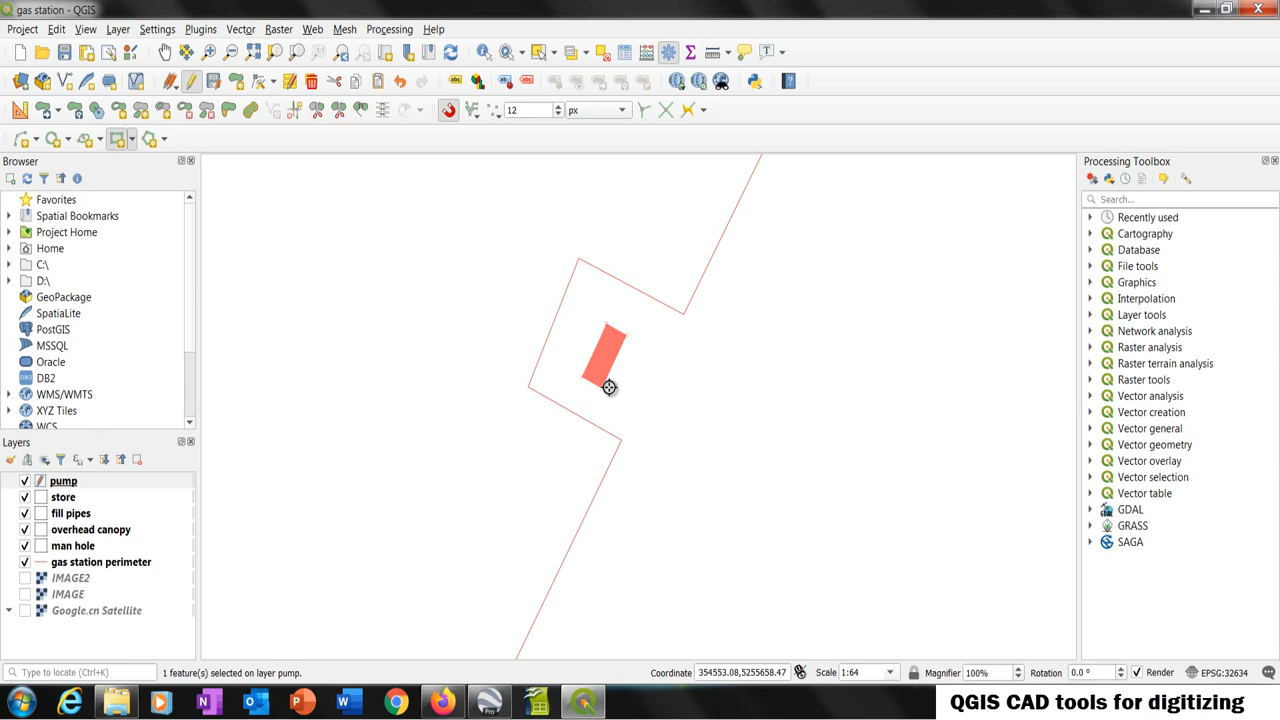 gas station - QGIS
Project Edit View Layer Settings Plugins Vector Raster Database Web Mesh Processing Help
12 px
Browser
Favorites
Spatial Bookmarks
Project Home
Home
C:\
D:\
GeoPackage
SpatiaLite
PostGIS
MSSQL
Oracle
DB2
WMS/WMTS
XYZ Tiles
WCS
Layers
pump
store
fill pipes
overhead canopy
man hole
gas station perimeter
IMAGE2
IMAGE
Google.cn Satellite
Processing Toolbox
Search...
Recently used
Cartography
Database
File tools
Graphics
Interpolation
Layer tools
Network analysis
Raster analysis
Raster terrain analysis
Raster tools
Vector analysis
Vector creation
Vector general
Vector geometry
Vector overlay
Vector selection
Vector table
GDAL
GRASS
SAGA
Type to locate (Ctrl+K) 1 feature(s) selected on layer pump. Coordinate 354553.08,5255658.47 Scale 1:64 Magnifier 100% Rotation 0.0 ° Render EPSG:32634
Pro
QGIS CAD tools for digitizing